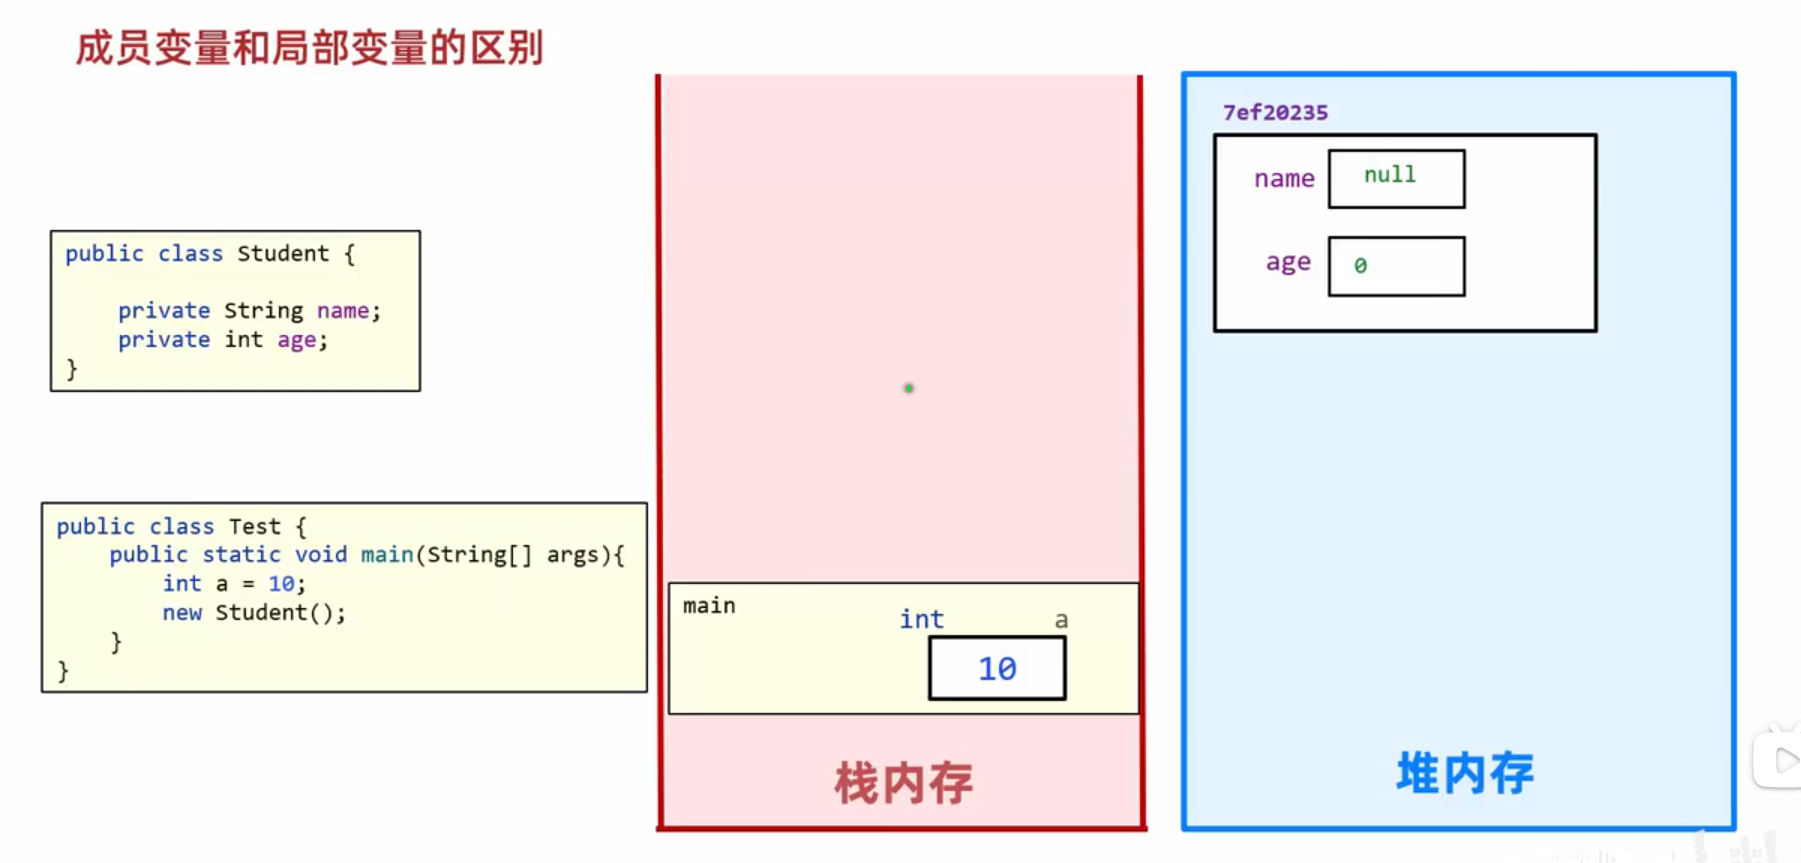 成员变量和局部变量的区别
public class Student {
private String name;
private int age;
}
public class Test {
public static void main(String[] args){
int a = 10;
new Student();
}
}
main
int a
10
栈内存
7ef20235
name null
age 0
堆内存